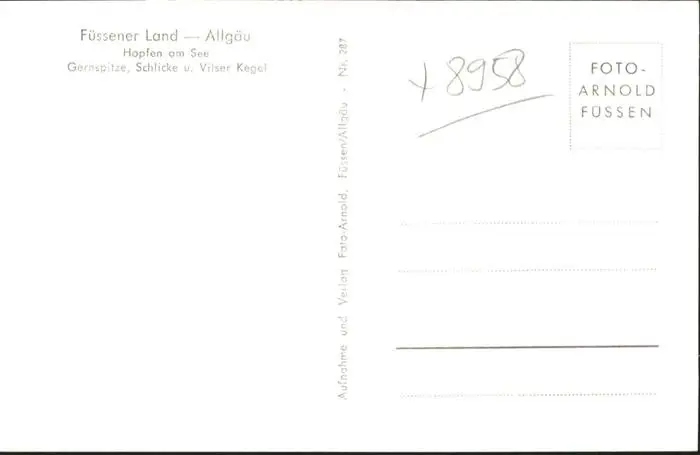 Füssener Land — Allgäu
Hopfen am See
Gernspitze, Schlicke u. Vilser Kegel
Aufnahme und Verlag Foto-Arnold, Füssen/Allgäu - Nr. 287
+ 8958
FOTO-
ARNOLD
FÜSSEN